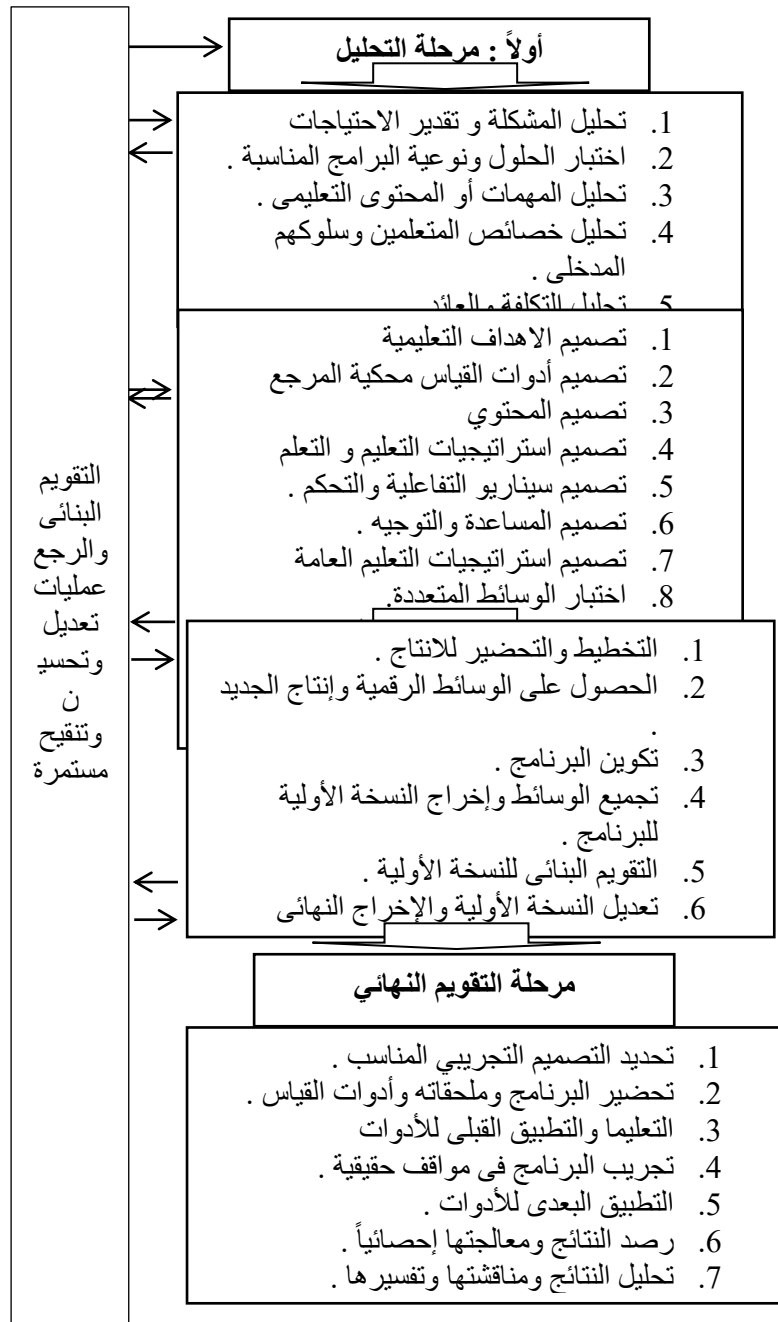 أولاً : مرحلة التحليل
1. تحليل المشكلة و تقدير الاحتياجات
2. اختبار الحلول ونوعية البرامج المناسبة .
3. تحليل المهمات أو المحتوى التعليمى .
4. تحليل خصائص المتعلمين وسلوكهم
المدخلى .
5. تحليل التكلفة والعائد
1. تصميم الاهداف التعليمية
2. تصميم أدوات القياس محكية المرجع
3. تصميم المحتوي
4. تصميم استراتيجيات التعليم و التعلم
5. تصميم سيناريو التفاعلية والتحكم .
6. تصميم المساعدة والتوجيه .
7. تصميم استراتيجيات التعليم العامة
8. اختبار الوسائط المتعددة.
1. التخطيط والتحضير للانتاج .
2. الحصول على الوسائط الرقمية وإنتاج الجديد
.
3. تكوين البرنامج .
4. تجميع الوسائط وإخراج النسخة الأولية
للبرنامج .
5. التقويم البنائى للنسخة الأولية .
6. تعديل النسخة الأولية والإخراج النهائى
مرحلة التقويم النهائي
1. تحديد التصميم التجريبي المناسب .
2. تحضير البرنامج وملحقاته وأدوات القياس .
3. التعليما والتطبيق القبلى للأدوات
4. تجريب البرنامج فى مواقف حقيقية .
5. التطبيق البعدى للأدوات .
6. رصد النتائج ومعالجتها إحصائياً .
7. تحليل النتائج ومناقشتها وتفسيرها .
التقويم
البنائى
والرجع
عمليات
تعديل
وتحسي
ن
وتنقيح
مستمرة